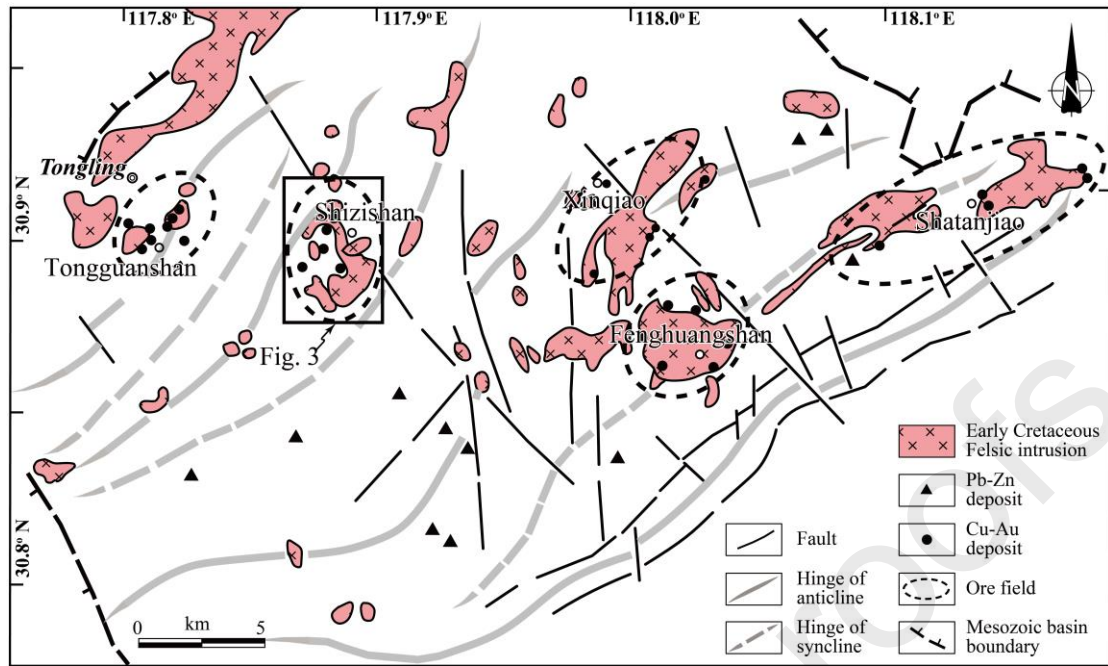 117.8° E
117.9° E
118.0° E
118.1° E
30.9° N
30.8° N
N
Tongling
Tongguanshan
Shizishan
Fig. 3
Xinqiao
Fenghuangshan
Shatanjiao
Early Cretaceous
Felsic intrusion
Pb-Zn
deposit
Cu-Au
deposit
Ore field
Mesozoic basin
boundary
Fault
Hinge of
anticline
Hinge of
syncline
0 km 5
roofs